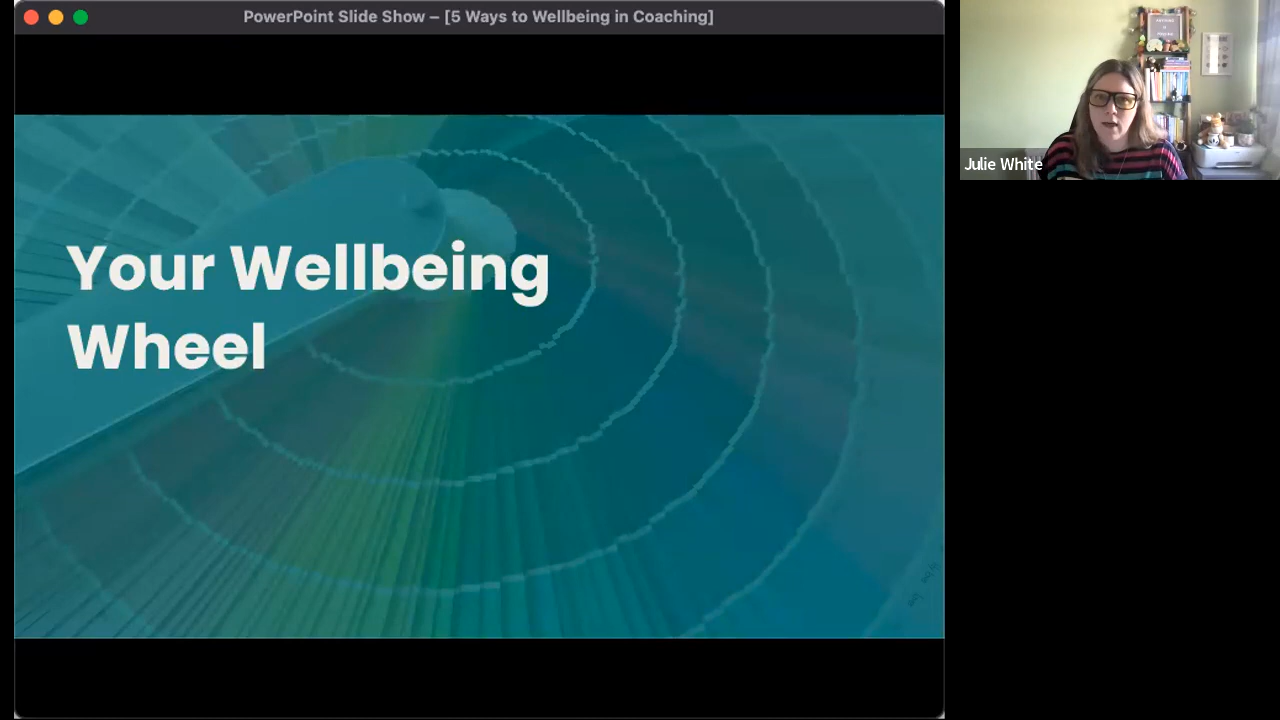 PowerPoint Slide Show – [5 Ways to Wellbeing in Coaching]
Your Wellbeing
Wheel
Julie White